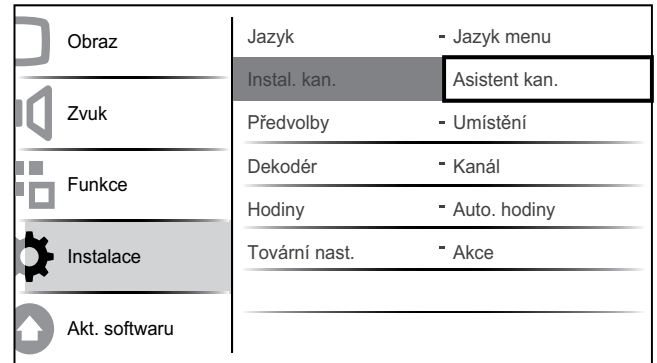 Obraz
Zvuk
Funkce
Instalace
Akt. softwaru
Jazyk - Jazyk menu
Instal. kan. Asistent kan.
Předvolby - Umístění
Dekodér - Kanál
Hodiny - Auto. hodiny
Tovární nast. - Akce